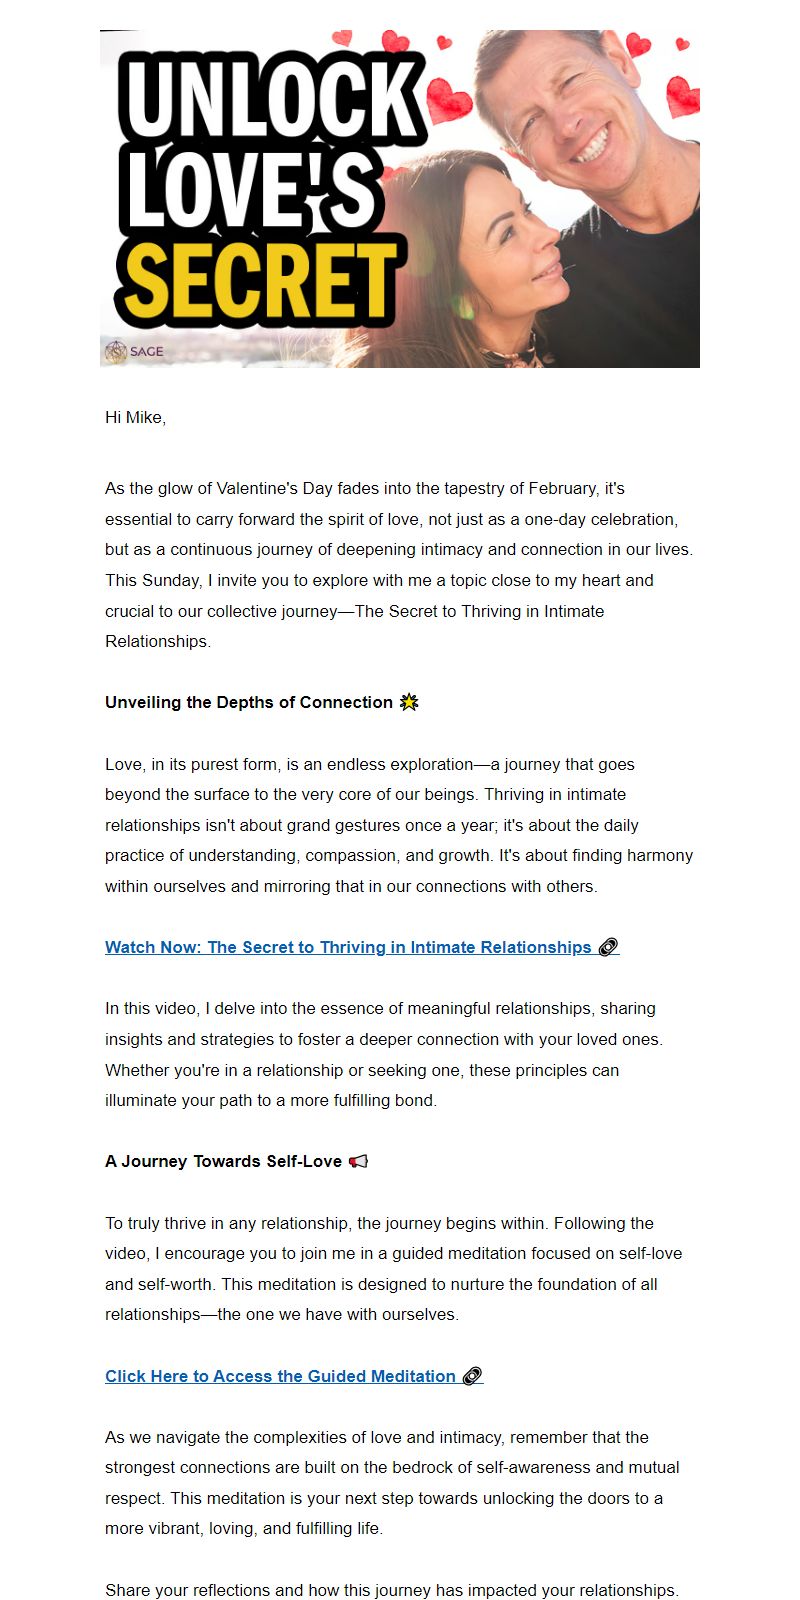 UNLOCK
LOVE'S
SECRET
SAGE
Hi Mike,
As the glow of Valentine's Day fades into the tapestry of February, it's
essential to carry forward the spirit of love, not just as a one-day celebration,
but as a continuous journey of deepening intimacy and connection in our lives.
This Sunday, I invite you to explore with me a topic close to my heart and
crucial to our collective journey—The Secret to Thriving in Intimate
Relationships.
Unveiling the Depths of Connection 🌟
Love, in its purest form, is an endless exploration—a journey that goes
beyond the surface to the very core of our beings. Thriving in intimate
relationships isn't about grand gestures once a year; it's about the daily
practice of understanding, compassion, and growth. It's about finding harmony
within ourselves and mirroring that in our connections with others.
Watch Now: The Secret to Thriving in Intimate Relationships 🔗
In this video, I delve into the essence of meaningful relationships, sharing
insights and strategies to foster a deeper connection with your loved ones.
Whether you're in a relationship or seeking one, these principles can
illuminate your path to a more fulfilling bond.
A Journey Towards Self-Love 📢
To truly thrive in any relationship, the journey begins within. Following the
video, I encourage you to join me in a guided meditation focused on self-love
and self-worth. This meditation is designed to nurture the foundation of all
relationships—the one we have with ourselves.
Click Here to Access the Guided Meditation 🔗
As we navigate the complexities of love and intimacy, remember that the
strongest connections are built on the bedrock of self-awareness and mutual
respect. This meditation is your next step towards unlocking the doors to a
more vibrant, loving, and fulfilling life.
Share your reflections and how this journey has impacted your relationships.